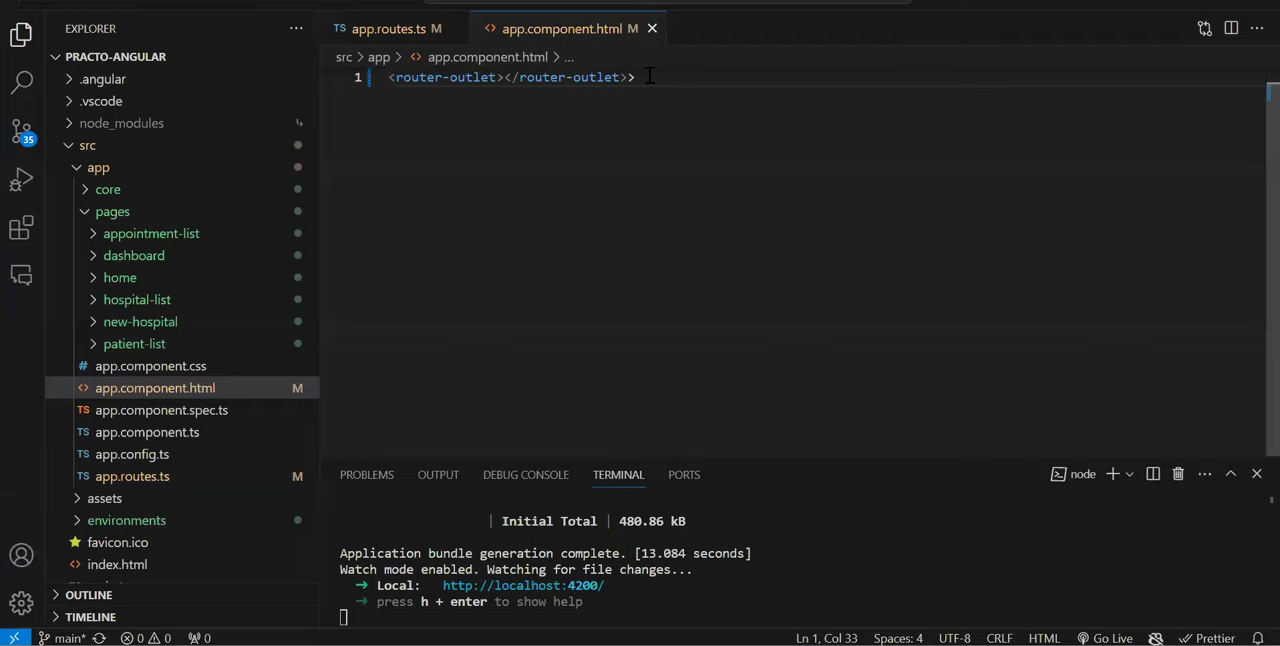 EXPLORER
PRACTO-ANGULAR
.angular
.vscode
node_modules
src
app
core
pages
appointment-list
dashboard
home
hospital-list
new-hospital
patient-list
# app.component.css
<> app.component.html M
TS app.component.spec.ts
TS app.component.ts
TS app.config.ts
TS app.routes.ts M
assets
environments
favicon.ico
<> index.html
OUTLINE
TIMELINE
35
TS app.routes.ts M
<> app.component.html M
src > app > <> app.component.html > ...
1 <router-outlet></router-outlet>>
PROBLEMS OUTPUT DEBUG CONSOLE TERMINAL PORTS
node
| Initial Total | 480.86 kB
Application bundle generation complete. [13.084 seconds]
Watch mode enabled. Watching for file changes...
➜ Local: http://localhost:4200/
➜ press h + enter to show help
main* 0 0 0 Ln 1, Col 33 Spaces: 4 UTF-8 CRLF HTML Go Live Prettier